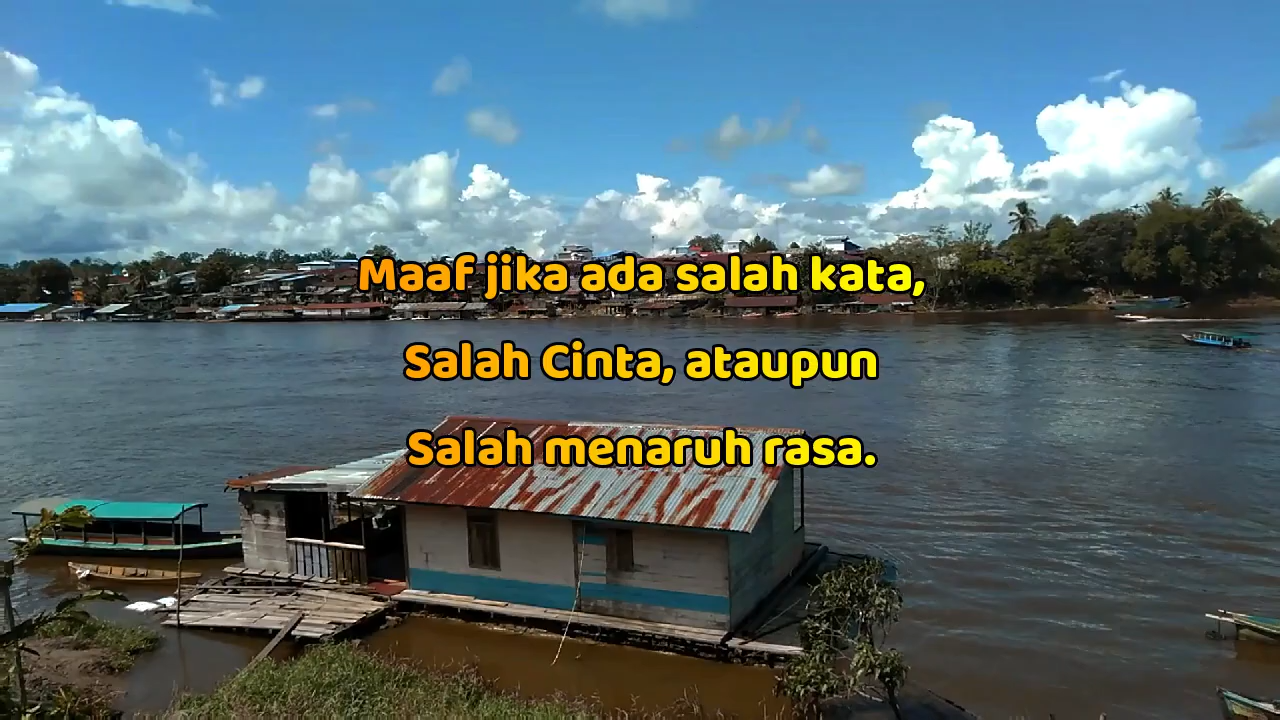 Maaf jika ada salah kata,
Salah Cinta, ataupun
Salah menaruh rasa.